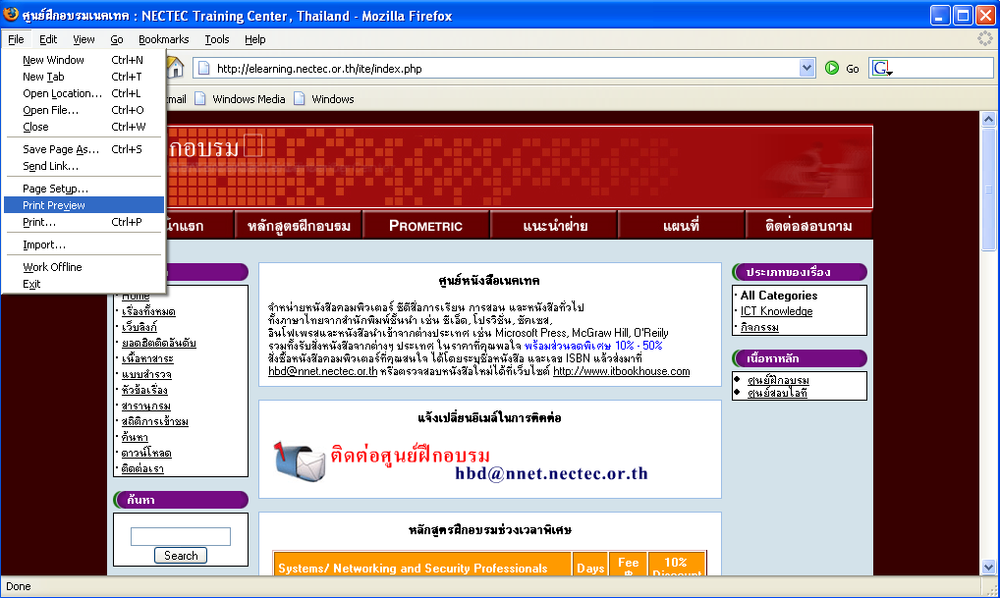 ศูนย์ฝึกอบรมเนคเทค : NECTEC Training Center, Thailand - Mozilla Firefox
File Edit View Go Bookmarks Tools Help
New Window Ctrl+N
New Tab Ctrl+T
Open Location... Ctrl+L
Open File... Ctrl+O
Close Ctrl+W
Save Page As... Ctrl+S
Send Link...
Page Setup...
Print Preview
Print... Ctrl+P
Import...
Work Offline
Exit
http://elearning.nectec.or.th/ite/index.php
Go
G
mail Windows Media Windows
กอบรม
น้าแรก หลักสูตรฝึกอบรม PROMETRIC แนะนำฝ่าย แผนที่ ติดต่อสอบถาม
Home
เรื่องทั้งหมด
เว็บลิงก์
ยอดฮิตติดอันดับ
เนื้อหาสาระ
แบบสำรวจ
หัวข้อเรื่อง
สารานุกรม
สถิติการเข้าชม
ค้นหา
ดาวน์โหลด
ติดต่อเรา
ค้นหา
Search
ศูนย์หนังสือเนคเทค
จำหน่ายหนังสือคอมพิวเตอร์ ซีดีสื่อการเรียน การสอน และหนังสือทั่วไป
ทั้งภาษาไทยจากสำนักพิมพ์ชั้นนำ เช่น ซีเอ็ด, โปรวิชั่น, ซัคเซส,
อินโฟเพรสและหนังสือนำเข้าจากต่างประเทศ เช่น Microsoft Press, McGraw Hill, O'Reiily
รวมทั้งรับสั่งหนังสือจากต่างๆ ประเทศ ในราคาที่คุณพอใจ พร้อมส่วนลดพิเศษ 10% - 50%
สั่งซื้อหนังสือคอมพิวเตอร์ที่คุณสนใจ ได้โดยระบุชื่อหนังสือ และเลข ISBN แล้วส่งมาที่
hbd@nnet.nectec.or.th หรือตรวจสอบหนังสือใหม่ได้ที่เว็บไซต์ http://www.itbookhouse.com
แจ้งเปลี่ยนอีเมล์ในการติดต่อ
ติดต่อศูนย์ฝึกอบรม
hbd@nnet.nectec.or.th
หลักสูตรฝึกอบรมช่วงเวลาพิเศษ
Systems/ Networking and Security Professionals Days Fee ฿ 10% Discount
ประเภทของเรื่อง
All Categories
ICT Knowledge
กิจกรรม
เนื้อหาหลัก
ศูนย์ฝึกอบรม
ศูนย์สอบไอที
Done